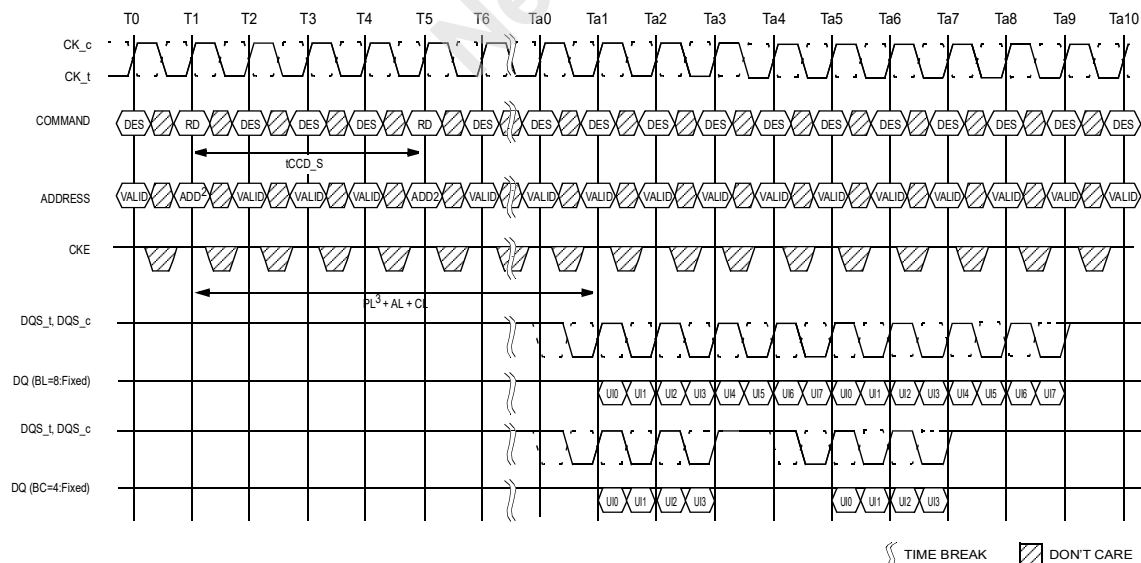 T0 T1 T2 T3 T4 T5 T6 Ta0 Ta1 Ta2 Ta3 Ta4 Ta5 Ta6 Ta7 Ta8 Ta9 Ta10
CK_c
CK_t
COMMAND DES RD DES DES DES RD DES DES DES DES DES DES DES DES DES DES DES DES
tCCD_S
ADDRESS VALID ADD2 VALID VALID VALID ADD2 VALID VALID VALID VALID VALID VALID VALID VALID VALID VALID VALID VALID
CKE
PL3 + AL + CL
DQS_t, DQS_c
DQ (BL=8:Fixed) UI0 UI1 UI2 UI3 UI4 UI5 UI6 UI7 UI0 UI1 UI2 UI3 UI4 UI5 UI6 UI7
DQS_t, DQS_c
DQ (BC=4:Fixed) UI0 UI1 UI2 UI3 UI0 UI1 UI2 UI3
TIME BREAK DON'T CARE